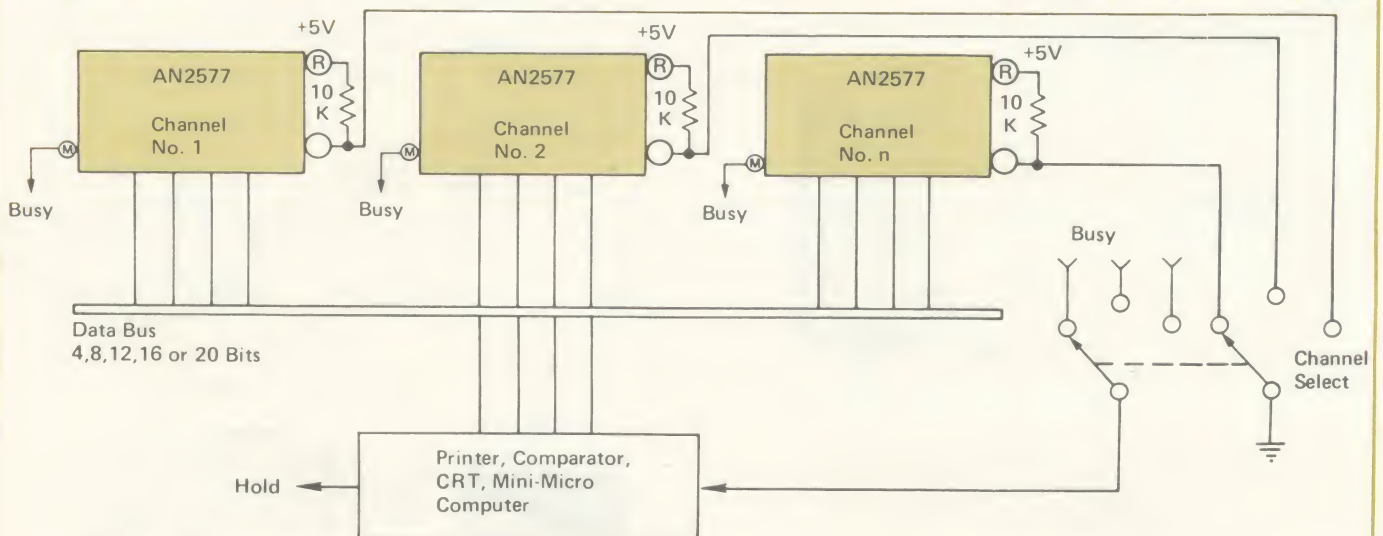 +5V
AN2577
R
10
K
Channel
No. 1
M
Busy
+5V
AN2577
R
10
K
Channel
No. 2
M
Busy
+5V
AN2577
R
10
K
Channel
No. n
M
Busy
Busy
Data Bus
4,8,12,16 or 20 Bits
Channel
Select
Printer, Comparator,
CRT, Mini-Micro
Computer
Hold